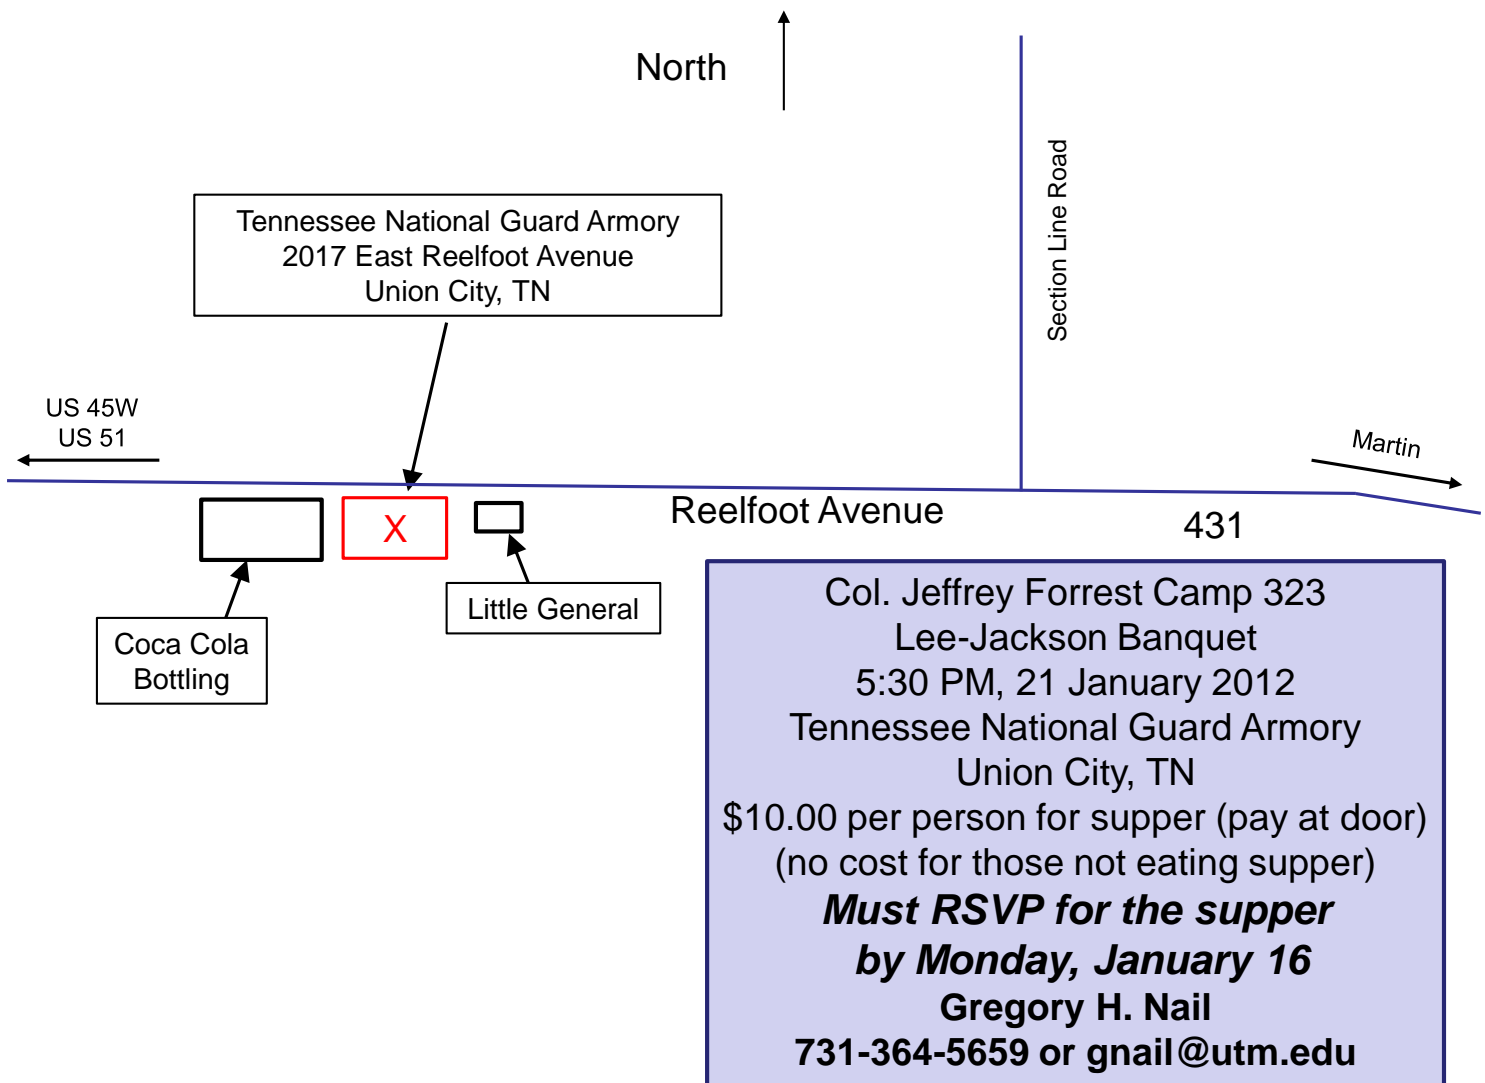 North
Section Line Road
Tennessee National Guard Armory
2017 East Reelfoot Avenue
Union City, TN
US 45W
US 51
Martin
X
Reelfoot Avenue
431
Little General
Coca Cola
Bottling
Col. Jeffrey Forrest Camp 323
Lee-Jackson Banquet
5:30 PM, 21 January 2012
Tennessee National Guard Armory
Union City, TN
$10.00 per person for supper (pay at door)
(no cost for those not eating supper)
Must RSVP for the supper
by Monday, January 16
Gregory H. Nail
731-364-5659 or gnail@utm.edu